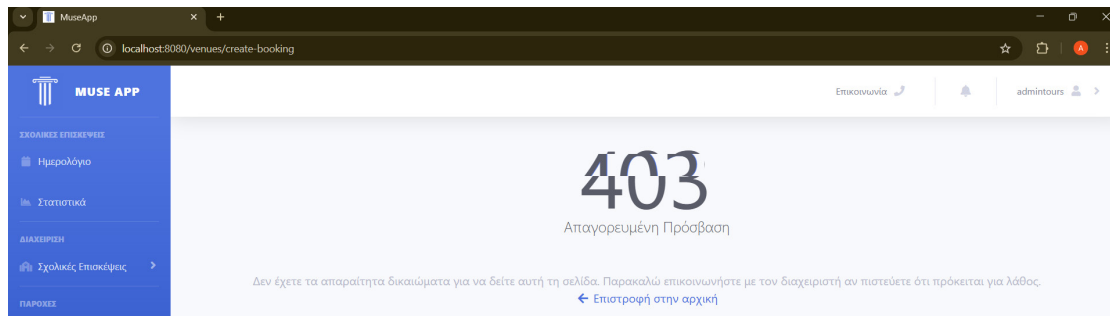 MuseApp
localhost:8080/venues/create-booking
A
MUSE APP
Επικοινωνία
admintours
ΣΧΟΛΙΚΕΣ ΕΠΙΣΚΕΨΕΙΣ
Ημερολόγιο
Στατιστικά
ΔΙΑΧΕΙΡΙΣΗ
Σχολικές Επισκέψεις
ΠΑΡΟΧΕΣ
403
Απαγορευμένη Πρόσβαση
Δεν έχετε τα απαραίτητα δικαιώματα για να δείτε αυτή τη σελίδα. Παρακαλώ επικοινωνήστε με τον διαχειριστή αν πιστεύετε ότι πρόκειται για λάθος.
← Επιστροφή στην αρχική